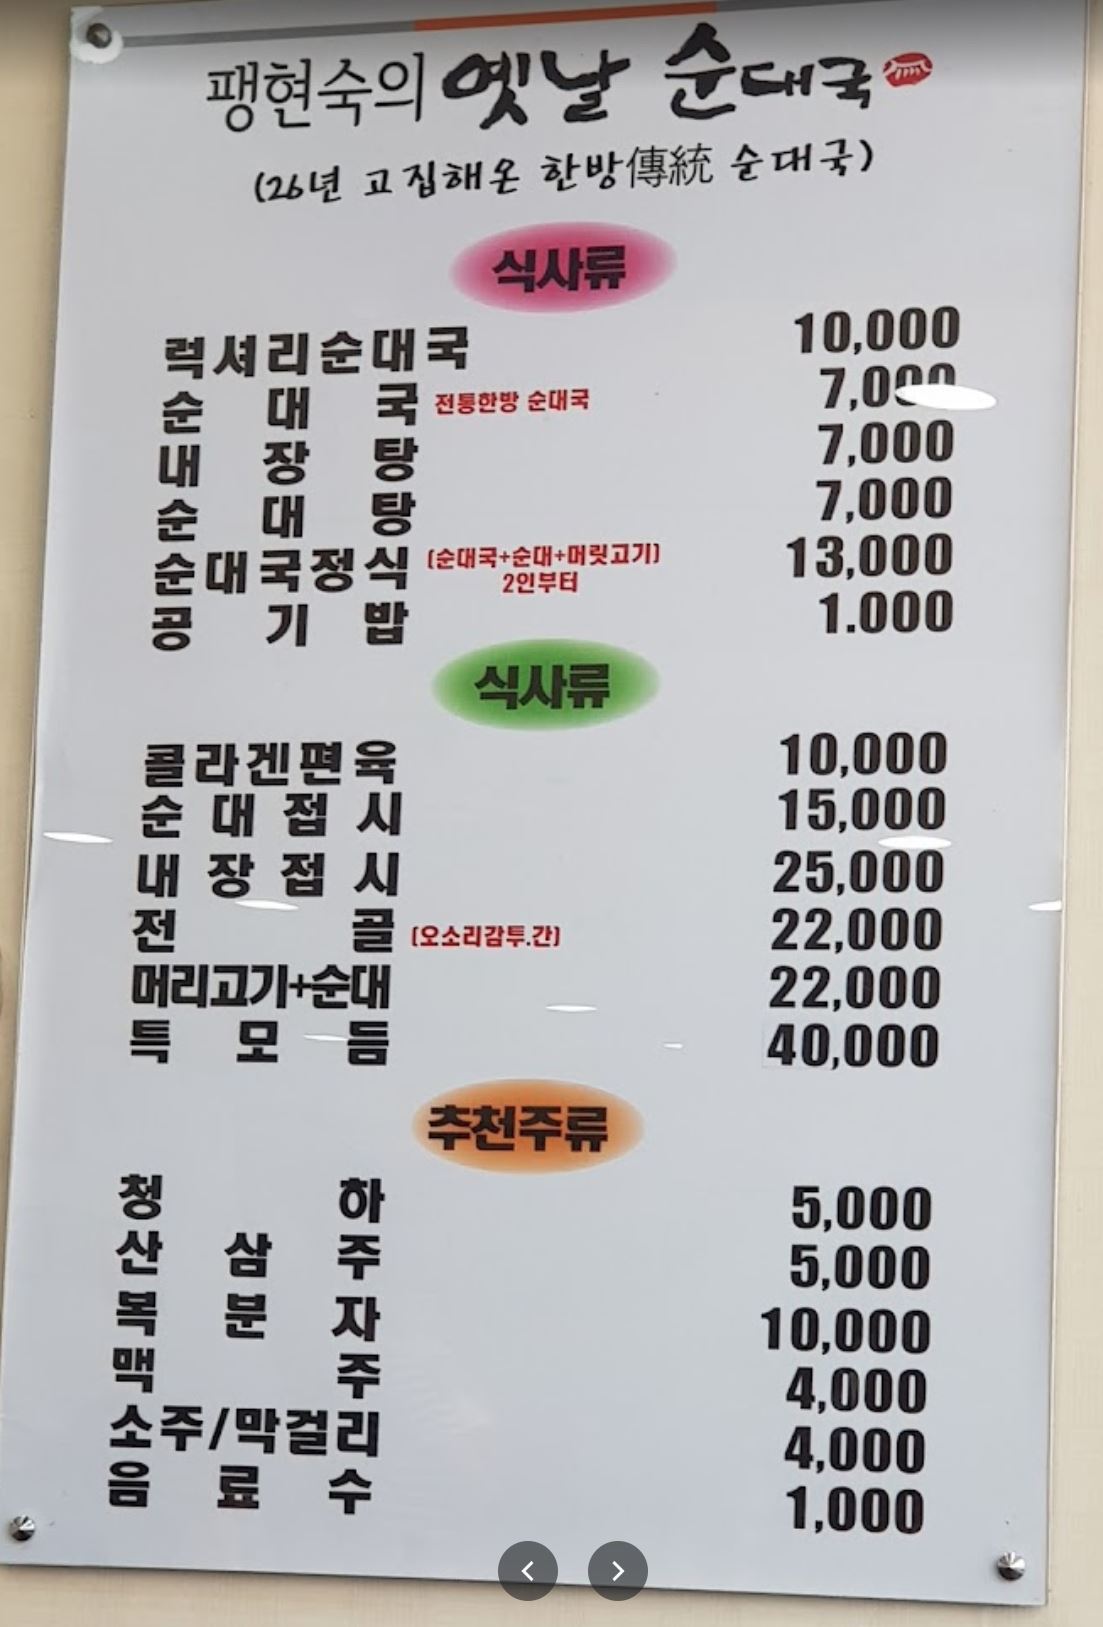 팽현숙의 옛날 순대국
(26년 고집해온 한방傳統 순대국)
식사류
럭셔리순대국 10,000
순대국 전통한방 순대국 7,000
내장탕 7,000
순대탕 7,000
순대국정식 (순대국+순대+머릿고기) 13,000
2인부터
공기밥 1.000
식사류
콜라겐편육 10,000
순대접시 15,000
내장접시 25,000
전골 (오소리감투.간) 22,000
머리고기+순대 22,000
특모듬 40,000
추천주류
청하 5,000
산삼주 5,000
복분자 10,000
맥주 4,000
소주/막걸리 4,000
음료수 1,000